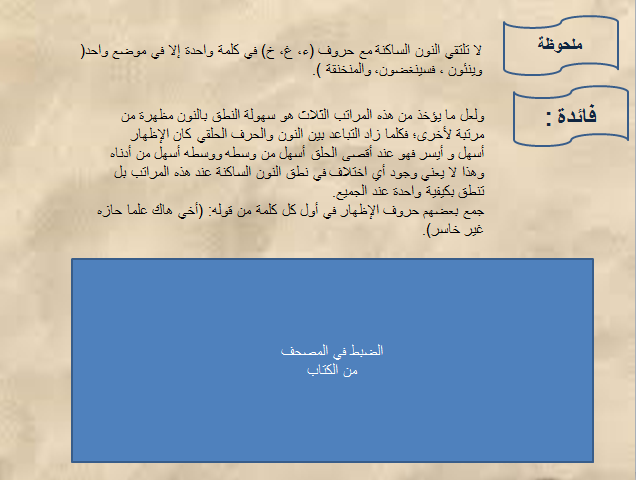 ملحوظة
لا تلتقي النون الساكنة مع حروف (ء، غ، خ) في كلمة واحدة إلا في موضع واحد(
وينئون ، فسينغضون، والمنخنقة ).
فائدة :
ولعل ما يؤخذ من هذه المراتب الثلاث هو سهولة النطق بالنون مظهرة من
مرتبة لأخرى؛ فكلما زاد التباعد بين النون والحرف الحلقي كان الإظهار
أسهل و أيسر فهو عند أقصى الحلق أسهل من وسطه ووسطه أسهل من أدناه
وهذا لا يعني وجود أي اختلاف في نطق النون الساكنة عند هذه المراتب بل
تنطق بكيفية واحدة عند الجميع.
جمع بعضهم حروف الإظهار في أول كل كلمة من قوله: (أخي هاك علما حازه
غير خاسر).
الضبط في المصحف
من الكتاب